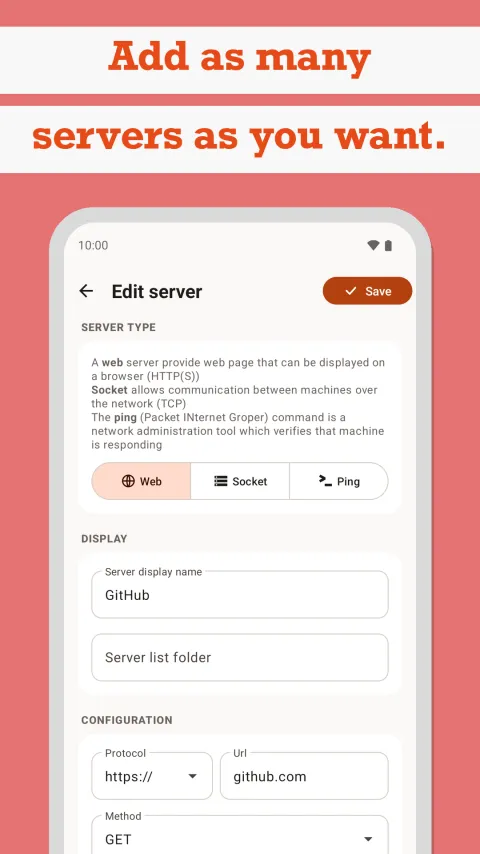 Add as many
servers as you want.
10:00
Edit server
Save
SERVER TYPE
A web server provide web page that can be displayed on
a browser (HTTP(S))
Socket allows communication between machines over
the network (TCP)
The ping (Packet INternet Groper) command is a
network administration tool which verifies that machine
is responding
Web
Socket
Ping
DISPLAY
Server display name
GitHub
Server list folder
CONFIGURATION
Protocol
Url
https://
github.com
Method
GET